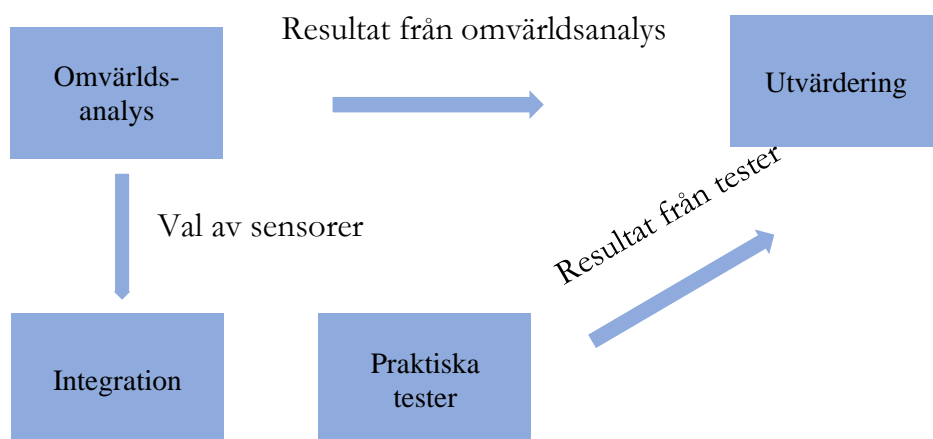 Resultat från omvärldsanalys
Omvärlds-
analys
Utvärdering
Val av sensorer
Resultat från tester
Integration
Praktiska
tester